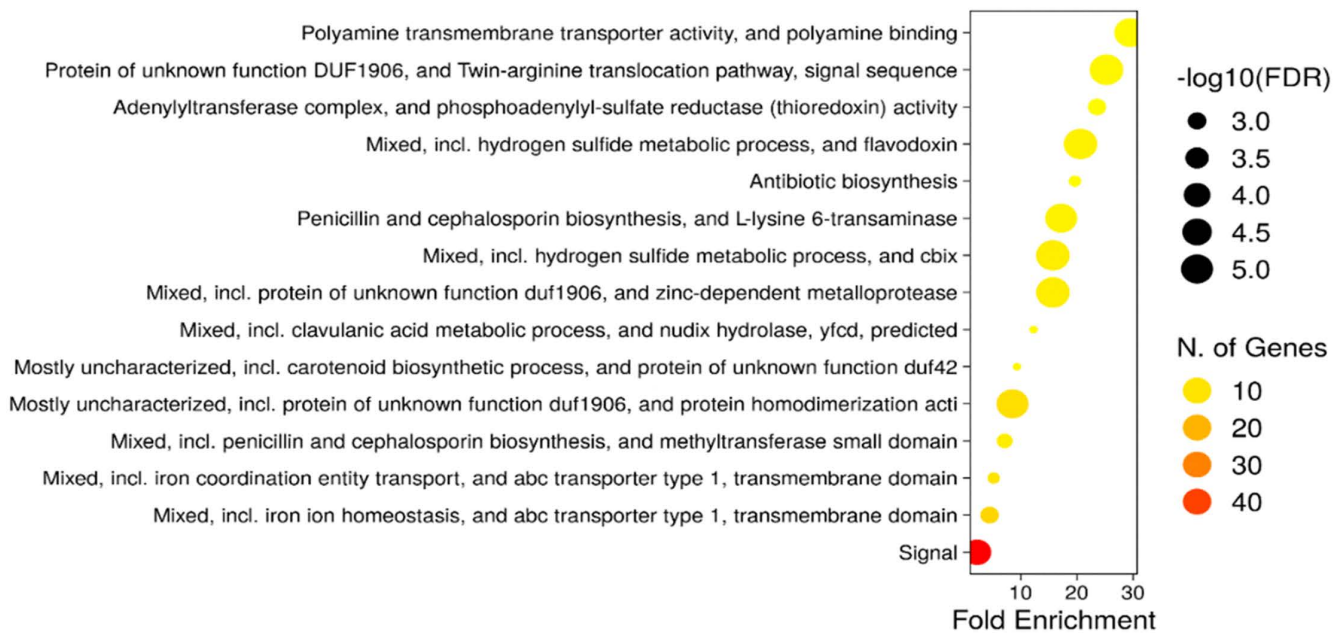 Polyamine transmembrane transporter activity, and polyamine binding
Protein of unknown function DUF1906, and Twin-arginine translocation pathway, signal sequence
Adenylyltransferase complex, and phosphoadenylyl-sulfate reductase (thioredoxin) activity
Mixed, incl. hydrogen sulfide metabolic process, and flavodoxin
Antibiotic biosynthesis
Penicillin and cephalosporin biosynthesis, and L-lysine 6-transaminase
Mixed, incl. hydrogen sulfide metabolic process, and cbix
Mixed, incl. protein of unknown function duf1906, and zinc-dependent metalloprotease
Mixed, incl. clavulanic acid metabolic process, and nudix hydrolase, yfcd, predicted
Mostly uncharacterized, incl. carotenoid biosynthetic process, and protein of unknown function duf42
Mostly uncharacterized, incl. protein of unknown function duf1906, and protein homodimerization acti
Mixed, incl. penicillin and cephalosporin biosynthesis, and methyltransferase small domain
Mixed, incl. iron coordination entity transport, and abc transporter type 1, transmembrane domain
Mixed, incl. iron ion homeostasis, and abc transporter type 1, transmembrane domain
Signal
10 20 30
Fold Enrichment
-log10(FDR)
3.0
3.5
4.0
4.5
5.0
N. of Genes
10
20
30
40